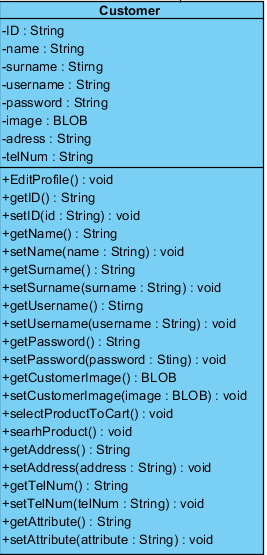 Customer
-ID : String
-name : String
-surname : Stirng
-username : String
-password : String
-image : BLOB
-adress : String
-telNum : String
+EditProfile() : void
+getID() : String
+setID(id : String) : void
+getName() : String
+setName(name : String) : void
+getSurname() : String
+setSurname(surname : String) : void
+getUsername() : Stirng
+setUsername(username : String) : void
+getPassword() : String
+setPassword(password : Sting) : void
+getCustomerImage() : BLOB
+setCustomerImage(image : BLOB) : void
+selectProductToCart() : void
+searhProduct() : void
+getAddress() : String
+setAddress(address : String) : void
+getTelNum() : String
+setTelNum(telNum : String) : void
+getAttribute() : String
+setAttribute(attribute : String) : void